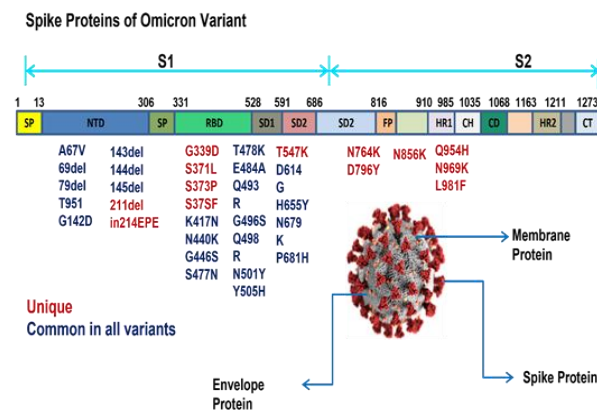 Spike Proteins of Omicron Variant
S1
S2
1 13 306 331 528 591 686 816 910 985 1035 1068 1163 1211 1273
SP NTD SP RBD SD1 SD2 SD2 FP HR1 CH CD HR2 CT
A67V
69del
79del
T951
G142D
143del
144del
145del
211del
in214EPE
G339D
S371L
S373P
S37SF
K417N
N440K
G446S
S477N
T478K
E484A
Q493
R
G496S
Q498
R
N501Y
Y505H
T547K
D614
G
H655Y
N679
K
P681H
N764K
D796Y
N856K
Q954H
N969K
L981F
Unique
Common in all variants
Membrane
Protein
Spike Protein
Envelope
Protein